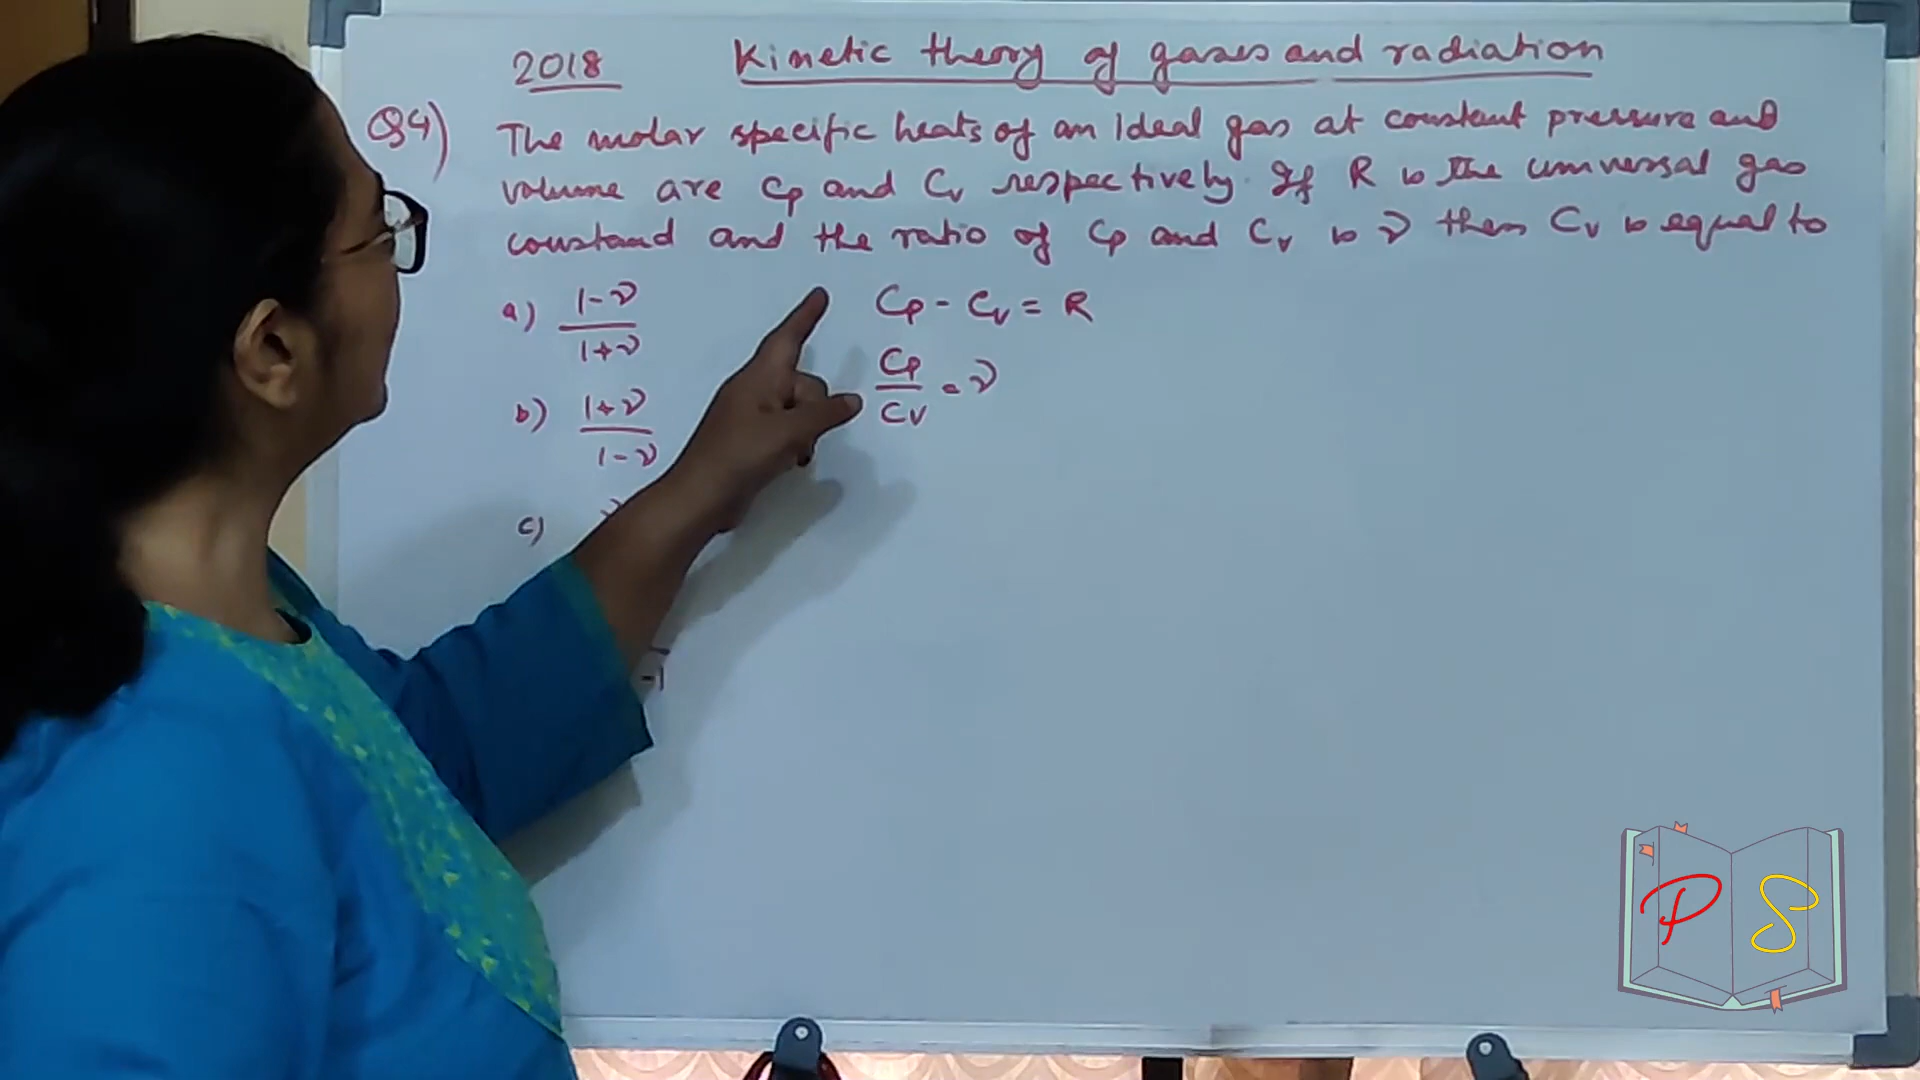 2018 Kinetic theory of gases and radiation
Q4) The molar specific heats of an ideal gas at constant pressure and
volume are Cp and Cv respectively. If R is the universal gas
constand and the ratio of Cp and Cv is ν then Cv is equal to
a) 1-ν
1+ν
b) 1+ν
1-ν
c)
-1
Cp - Cv = R
Cp
Cv = ν
P S